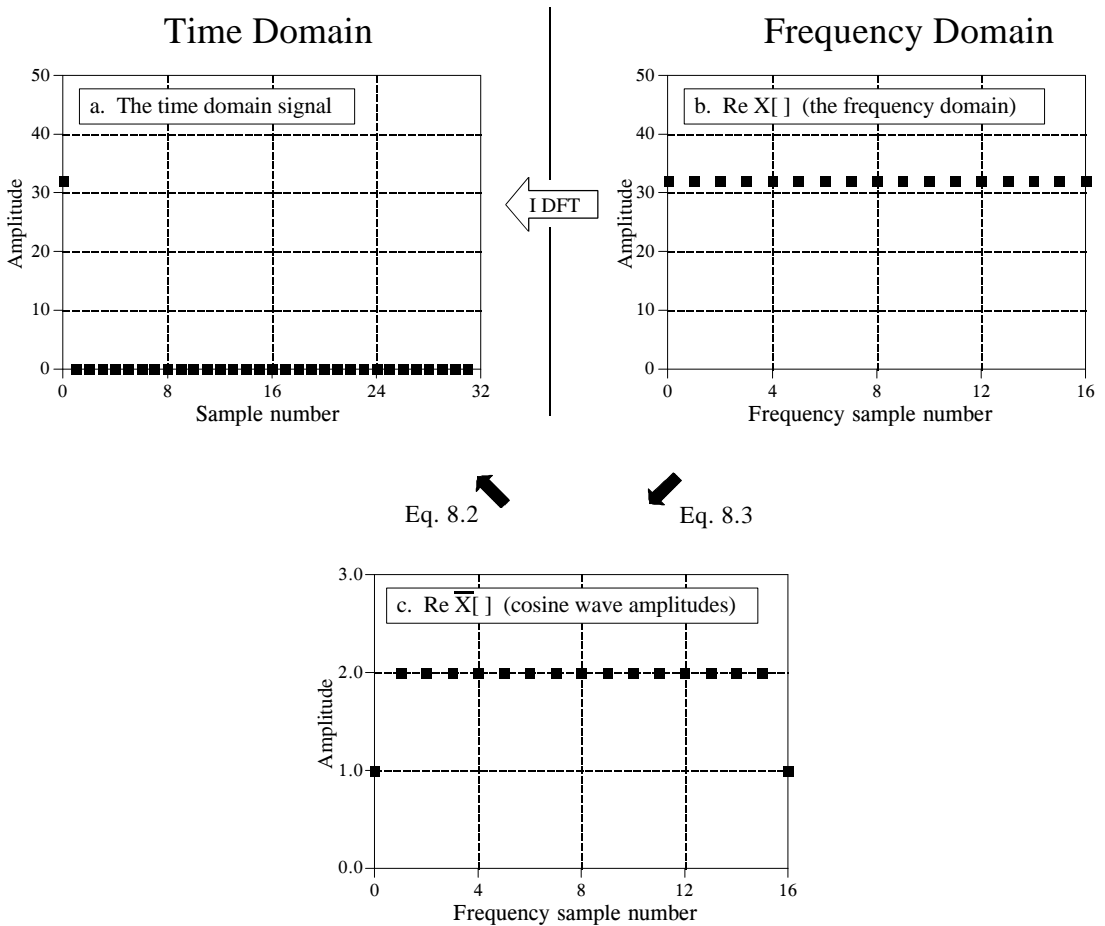 Time Domain
Frequency Domain
a. The time domain signal
50
40
30
20
10
0
Amplitude
0 8 16 24 32
Sample number
I DFT
b. Re X[ ] (the frequency domain)
50
40
30
20
10
0
Amplitude
0 4 8 12 16
Frequency sample number
Eq. 8.2
Eq. 8.3
c. Re X̅[ ] (cosine wave amplitudes)
3.0
2.0
1.0
0.0
Amplitude
0 4 8 12 16
Frequency sample number